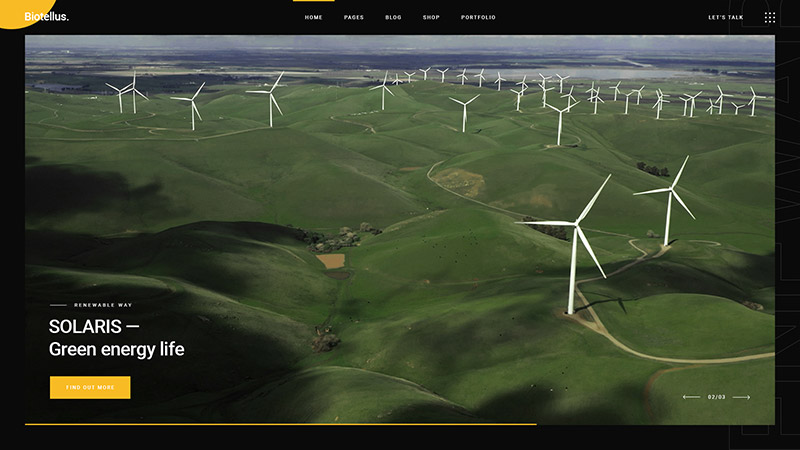 Biotellus.
HOME
PAGES
BLOG
SHOP
PORTFOLIO
LET'S TALK
RENEWABLE WAY
SOLARIS —
Green energy life
FIND OUT MORE
02/03